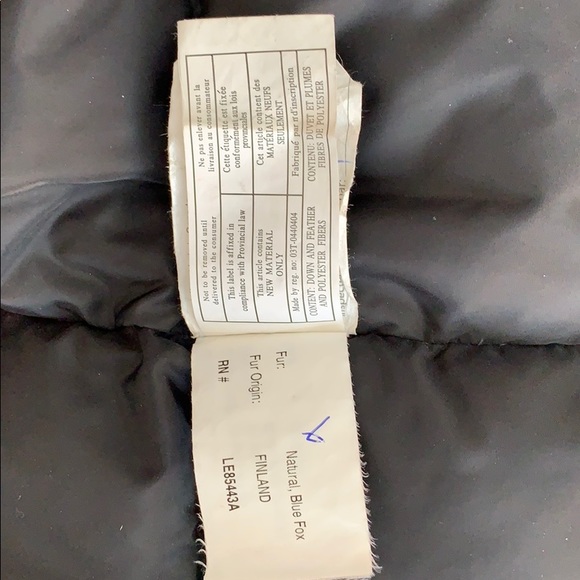 Not to be removed until
delivered to the consumer
Ne pas enlever avant la
livraison au consommateur
This label is affixed in
compliance with Provincial law
Cette étiquette est fixée
conformément aux lois
provinciales
This article contains
NEW MATERIAL
ONLY
Cet article contient des
MATÉRIAUX NEUFS
SEULEMENT
Made by reg. no: 03T-0440404
Fabriqué par n d'inscription
CONTENT: DOWN AND FEATHER
AND POLYESTER FIBERS
CONTENU: DUVET ET PLUMES
FIBRES DE POLYESTER
Fur: Natural, Blue Fox
Fur Origin: FINLAND
RN # LE85443A